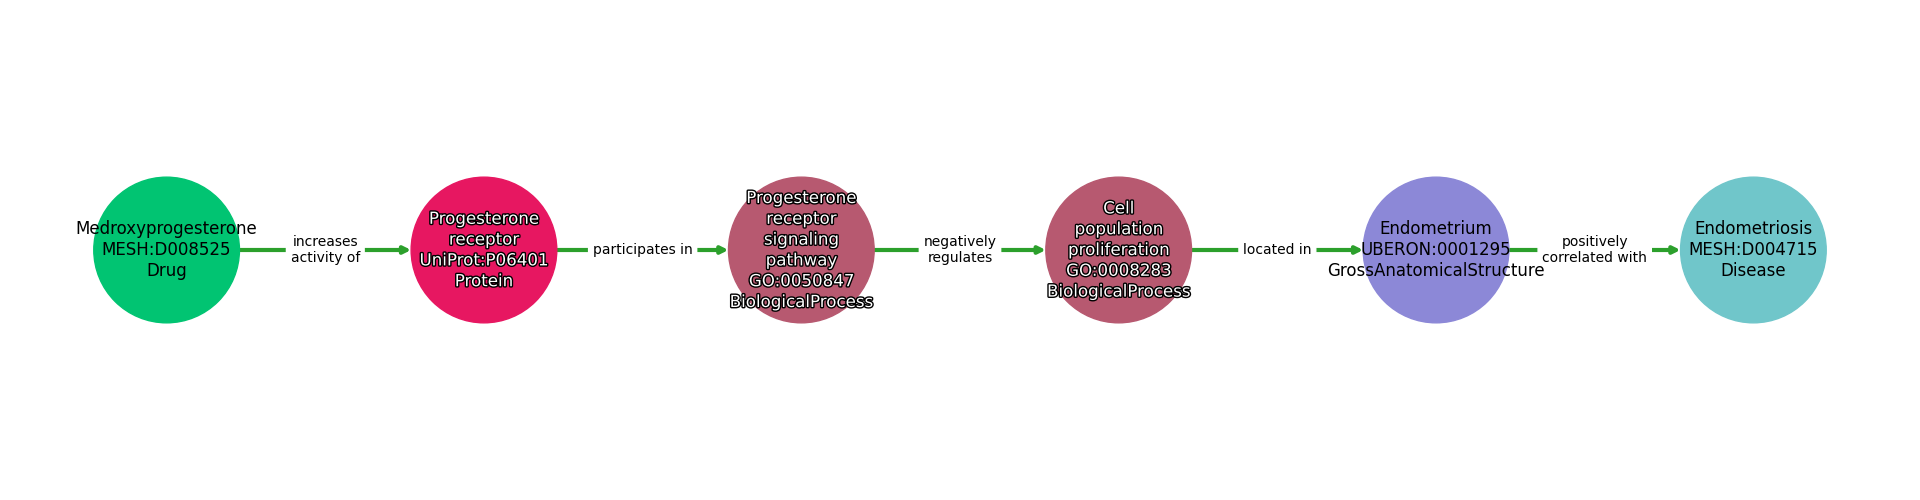 Medroxyprogesterone
MESH:D008525
Drug
increases
activity of
Progesterone
receptor
UniProt:P06401
Protein
participates in
Progesterone
receptor
signaling
pathway
GO:0050847
BiologicalProcess
negatively
regulates
Cell
population
proliferation
GO:0008283
BiologicalProcess
located in
Endometrium
UBERON:0001295
GrossAnatomicalStructure
positively
correlated with
Endometriosis
MESH:D004715
Disease